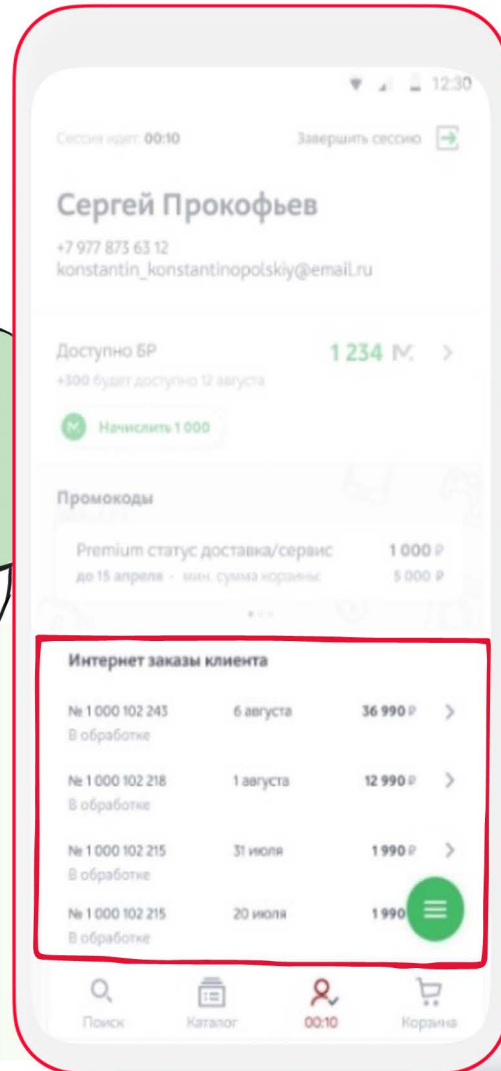 12:30
Сессия идет: 00:10 Завершить сессию
Сергей Прокофьев
+7 977 873 63 12
konstantin_konstantinopolskiy@email.ru
Доступно БР 1 234
+300 будет доступно 12 августа
Начислить 1 000
Промокоды
Premium статус доставка/сервис 1 000 ₽
до 15 апреля - мин. сумма корзины: 5 000 ₽
Интернет заказы клиента
№ 1 000 102 243 6 августа 36 990 ₽
В обработке
№ 1 000 102 218 1 августа 12 990 ₽
В обработке
№ 1 000 102 215 31 июля 1 990 ₽
В обработке
№ 1 000 102 215 20 июля 1 990
В обработке
Поиск Каталог 00:10 Корзина